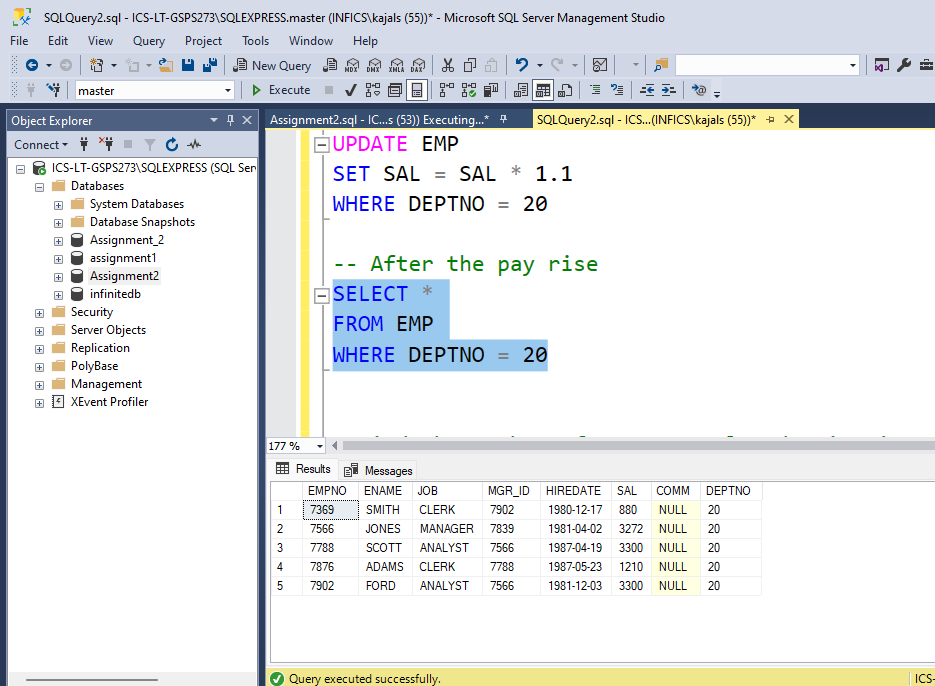 SQLQuery2.sql - ICS-LT-GSPS273\SQLEXPRESS.master (INFICS\kajals (55))* - Microsoft SQL Server Management Studio
File Edit View Query Project Tools Window Help
New Query MDX DMX XMLA DAX
master Execute
Object Explorer
Assignment2.sql - IC...s (53)) Executing...*
SQLQuery2.sql - ICS...(INFICS\kajals (55))*
Connect
ICS-LT-GSPS273\SQLEXPRESS (SQL Ser
Databases
System Databases
Database Snapshots
Assignment_2
assignment1
Assignment2
infinitedb
Security
Server Objects
Replication
PolyBase
Management
XEvent Profiler
UPDATE EMP
SET SAL = SAL * 1.1
WHERE DEPTNO = 20
-- After the pay rise
SELECT *
FROM EMP
WHERE DEPTNO = 20
177 %
Results Messages
EMPNO ENAME JOB MGR_ID HIREDATE SAL COMM DEPTNO
1 7369 SMITH CLERK 7902 1980-12-17 880 NULL 20
2 7566 JONES MANAGER 7839 1981-04-02 3272 NULL 20
3 7788 SCOTT ANALYST 7566 1987-04-19 3300 NULL 20
4 7876 ADAMS CLERK 7788 1987-05-23 1210 NULL 20
5 7902 FORD ANALYST 7566 1981-12-03 3300 NULL 20
Query executed successfully. ICS-